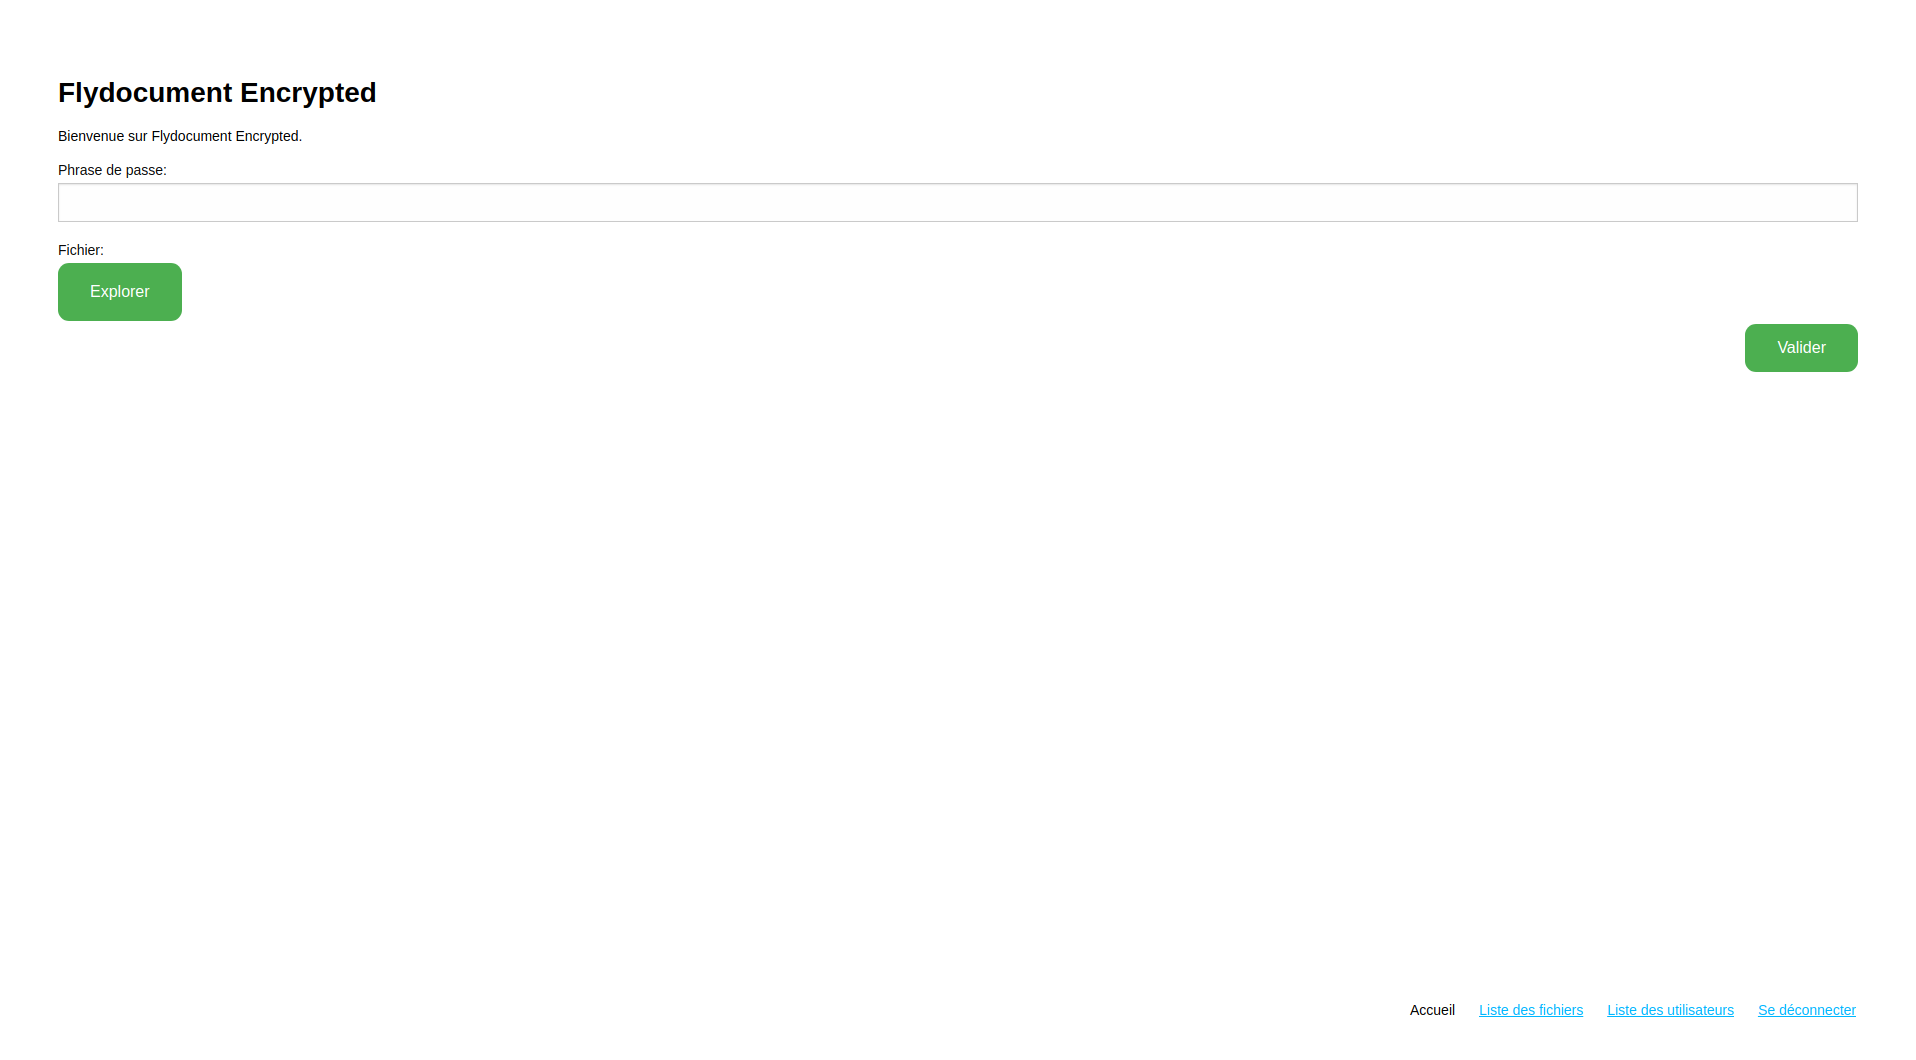 Flydocument Encrypted
Bienvenue sur Flydocument Encrypted.
Phrase de passe:
Fichier:
Explorer
Valider
Accueil Liste des fichiers Liste des utilisateurs Se déconnecter